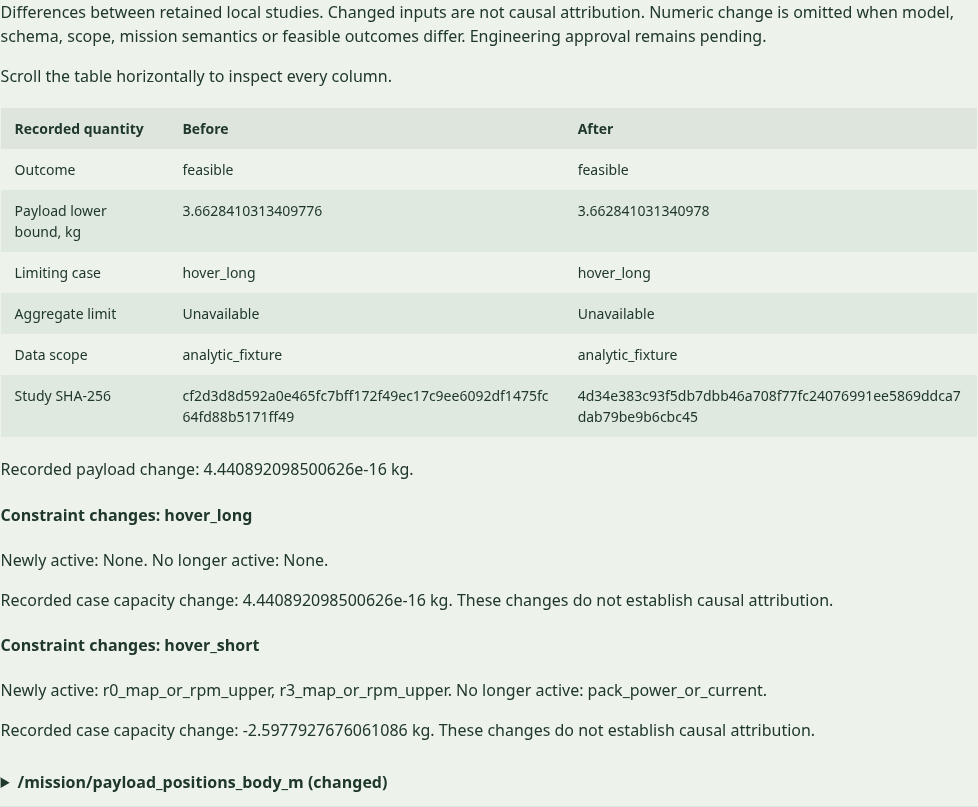 Differences between retained local studies. Changed inputs are not causal attribution. Numeric change is omitted when model,
schema, scope, mission semantics or feasible outcomes differ. Engineering approval remains pending.
Scroll the table horizontally to inspect every column.
Recorded quantity Before After
Outcome feasible feasible
Payload lower 3.6628410313409776 3.662841031340978
bound, kg
Limiting case hover_long hover_long
Aggregate limit Unavailable Unavailable
Data scope analytic_fixture analytic_fixture
Study SHA-256 cf2d3d8d592a0e465fc7bff172f49ec17c9ee6092df1475fc 4d34e383c93f5db7dbb46a708f77fc24076991ee5869ddca7
64fd88b5171ff49 dab79be9b6cbc45
Recorded payload change: 4.440892098500626e-16 kg.
Constraint changes: hover_long
Newly active: None. No longer active: None.
Recorded case capacity change: 4.440892098500626e-16 kg. These changes do not establish causal attribution.
Constraint changes: hover_short
Newly active: r0_map_or_rpm_upper, r3_map_or_rpm_upper. No longer active: pack_power_or_current.
Recorded case capacity change: -2.5977927676061086 kg. These changes do not establish causal attribution.
▶ /mission/payload_positions_body_m (changed)